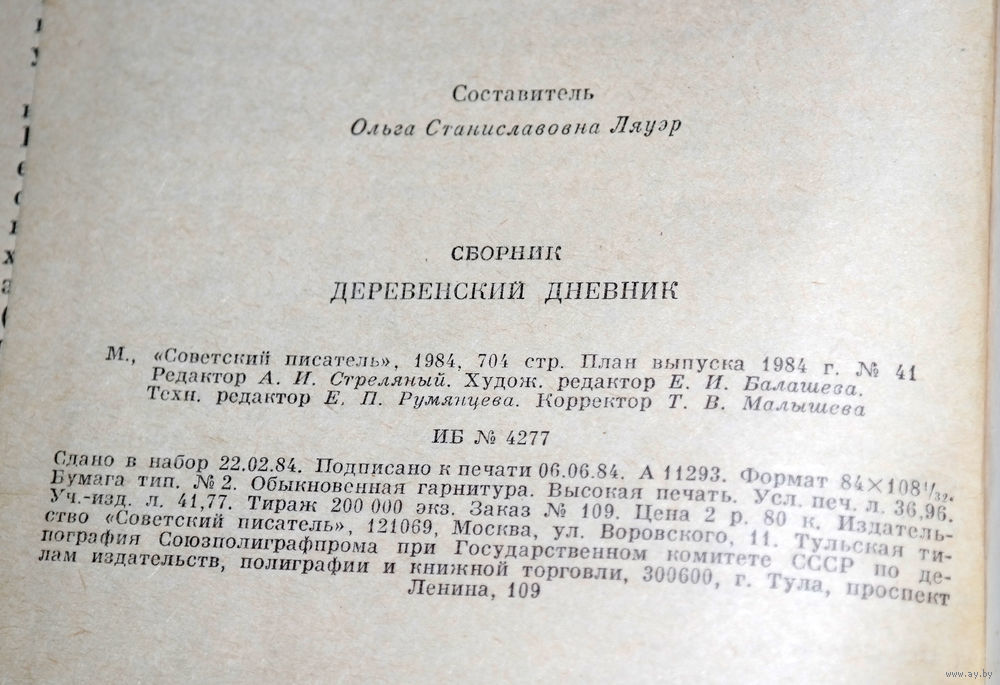 Составитель
Ольга Станиславовна Ляуэр
СБОРНИК
ДЕРЕВЕНСКИЙ ДНЕВНИК
М., «Советский писатель», 1984, 704 стр. План выпуска 1984 г. № 41
Редактор А. И. Стреляный. Худож. редактор Е. И. Балашева.
Техн. редактор Е. П. Румянцева. Корректор Т. В. Малышева
ИБ № 4277
Сдано в набор 22.02.84. Подписано к печати 06.06.84. А 11293. Формат 84×108¹/₃₂.
Бумага тип. № 2. Обыкновенная гарнитура. Высокая печать. Усл. печ. л. 36,96.
Уч.-изд. л. 41,77. Тираж 200 000 экз. Заказ № 109. Цена 2 р. 80 к. Издатель-
ство «Советский писатель», 121069, Москва, ул. Воровского, 11. Тульская ти-
пография Союзполиграфпрома при Государственном комитете СССР по де-
лам издательств, полиграфии и книжной торговли, 300600, г. Тула, проспект
Ленина, 109
www.ay.by